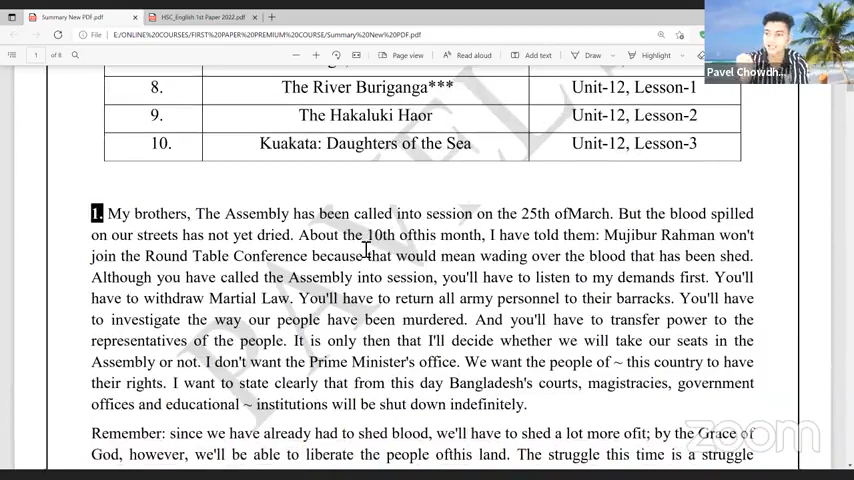 Summary New PDF.pdf
HSC_English 1st Paper 2022.pdf
File | E:/ONLINE%20COURSES/FIRST%20PAPER%20PREMIUM%20COURSE/Summary%20New%20PDF.pdf
1 of 8
Page view
Read aloud
Add text
Draw
Highlight
Pavel Chowdh...
8. The River Buriganga*** Unit-12, Lesson-1
9. The Hakaluki Haor Unit-12, Lesson-2
10. Kuakata: Daughters of the Sea Unit-12, Lesson-3
1. My brothers, The Assembly has been called into session on the 25th ofMarch. But the blood spilled
on our streets has not yet dried. About the 10th ofthis month, I have told them: Mujibur Rahman won't
join the Round Table Conference because that would mean wading over the blood that has been shed.
Although you have called the Assembly into session, you'll have to listen to my demands first. You'll
have to withdraw Martial Law. You'll have to return all army personnel to their barracks. You'll have
to investigate the way our people have been murdered. And you'll have to transfer power to the
representatives of the people. It is only then that I'll decide whether we will take our seats in the
Assembly or not. I don't want the Prime Minister's office. We want the people of ~ this country to have
their rights. I want to state clearly that from this day Bangladesh's courts, magistracies, government
offices and educational ~ institutions will be shut down indefinitely.
Remember: since we have already had to shed blood, we'll have to shed a lot more ofit; by the Grace of
God, however, we'll be able to liberate the people ofthis land. The struggle this time is a struggle
zoom